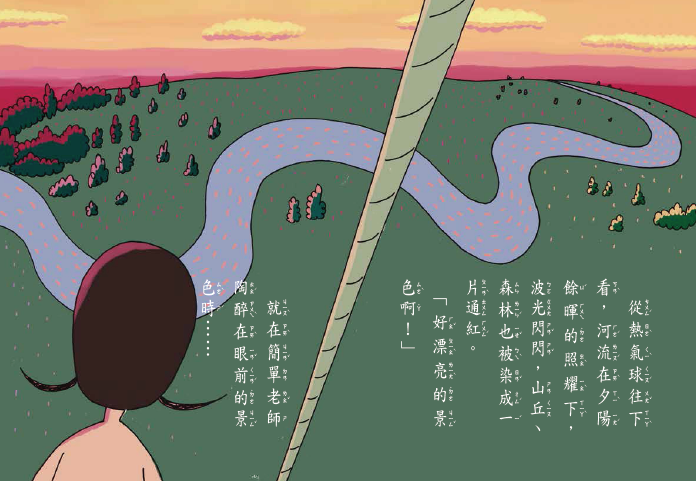 從熱氣球往下
看，河流在夕陽
餘暉的照耀下，
波光閃閃，山丘、
森林也被染成一
片通紅。
「好漂亮的景
色啊！」
就在簡單老師
陶醉在眼前的景
色時……